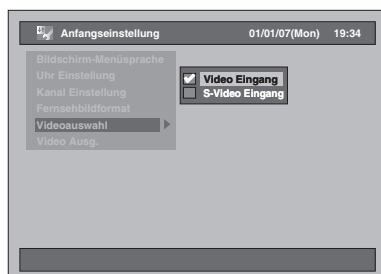 Anfangseinstellung 01/01/07(Mon) 19:34
Bildschirm-Menüsprache
Uhr Einstellung
Kanal Einstellung
Fernsehbildformat
Videoauswahl
Video Ausg.
Video Eingang
S-Video Eingang